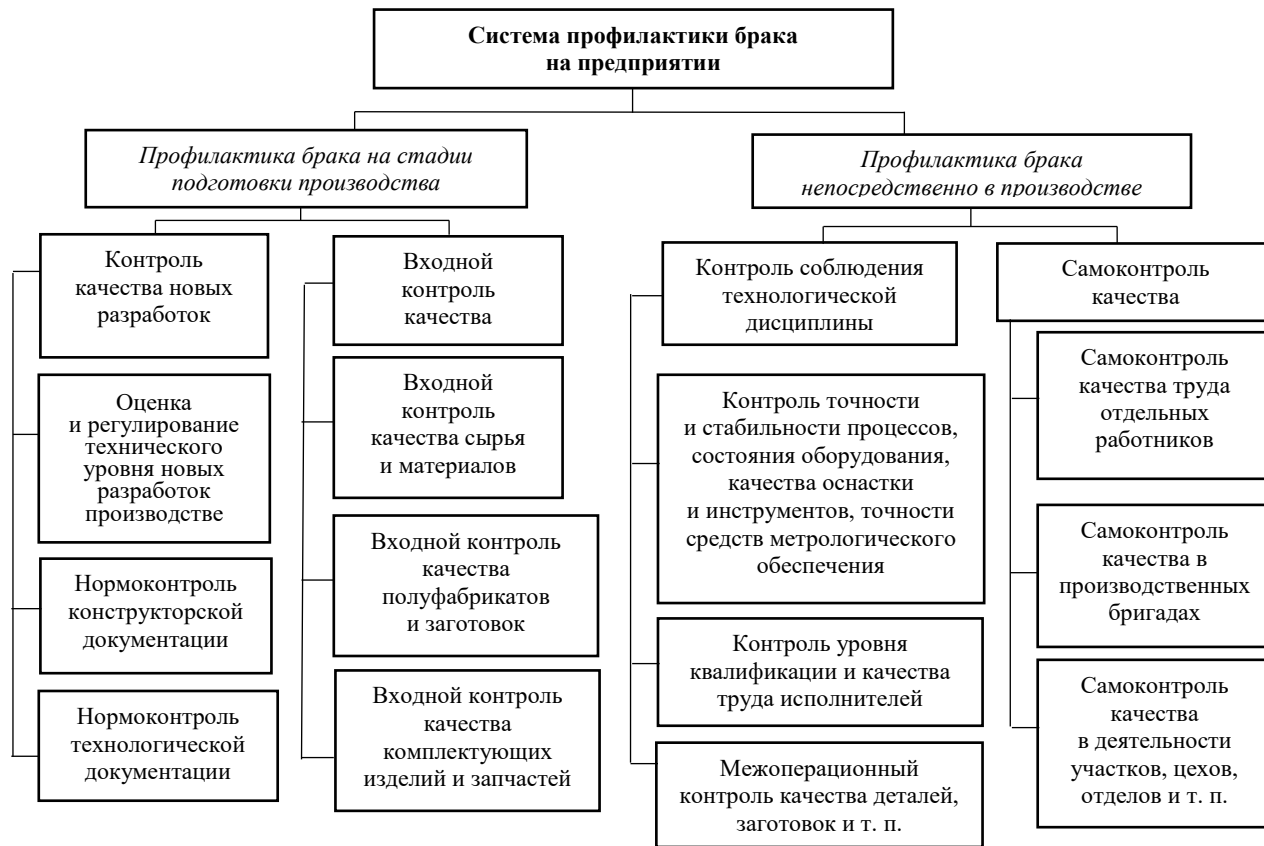 Система профилактики брака
на предприятии
Профилактика брака на стадии
подготовки производства
Профилактика брака
непосредственно в производстве
Контроль
качества новых
разработок
Оценка
и регулирование
технического
уровня новых
разработок
производстве
Нормоконтроль
конструкторской
документации
Нормоконтроль
технологической
документации
Входной
контроль
качества
Входной
контроль
качества сырья
и материалов
Входной контроль
качества
полуфабрикатов
и заготовок
Входной контроль
качества
комплектующих
изделий и запчастей
Контроль соблюдения
технологической
дисциплины
Контроль точности
и стабильности процессов,
состояния оборудования,
качества оснастки
и инструментов, точности
средств метрологического
обеспечения
Контроль уровня
квалификации и качества
труда исполнителей
Межоперационный
контроль качества деталей,
заготовок и т. п.
Самоконтроль
качества
Самоконтроль
качества труда
отдельных
работников
Самоконтроль
качества в
производственных
бригадах
Самоконтроль
качества
в деятельности
участков, цехов,
отделов и т. п.